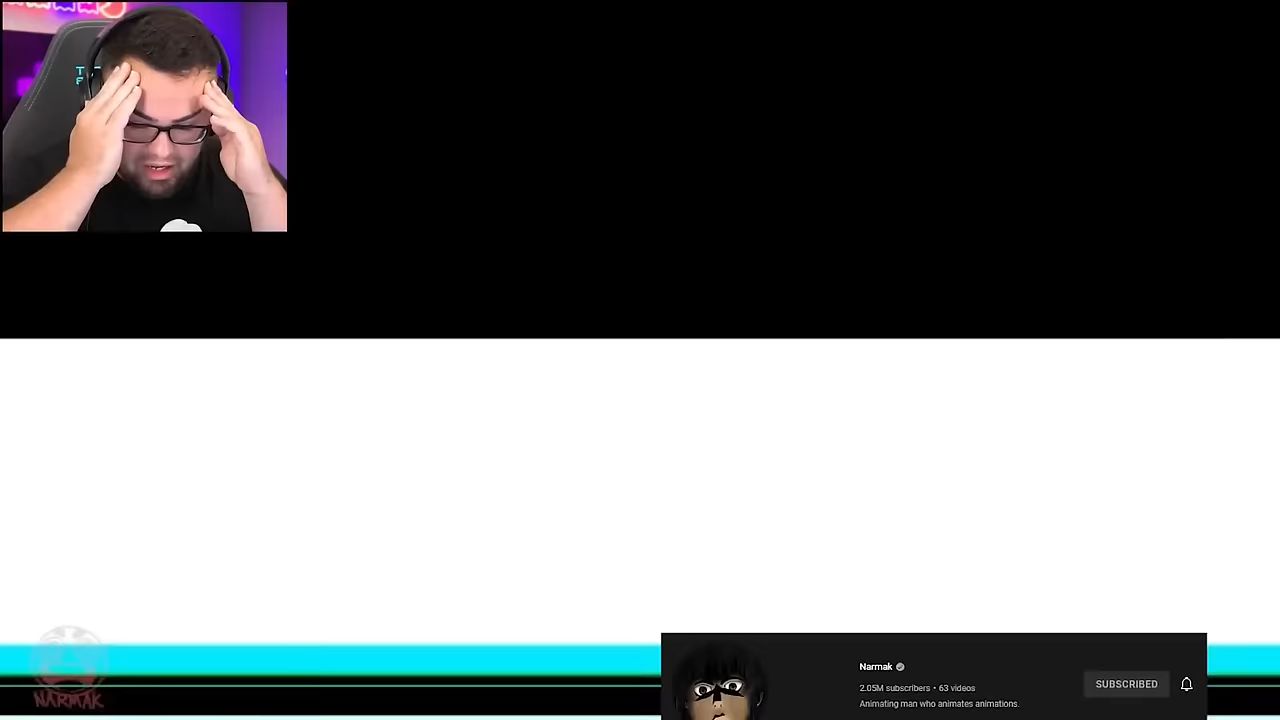 NARMAK
Narmak
2.05M subscribers • 63 videos
Animating man who animates animations.
SUBSCRIBED